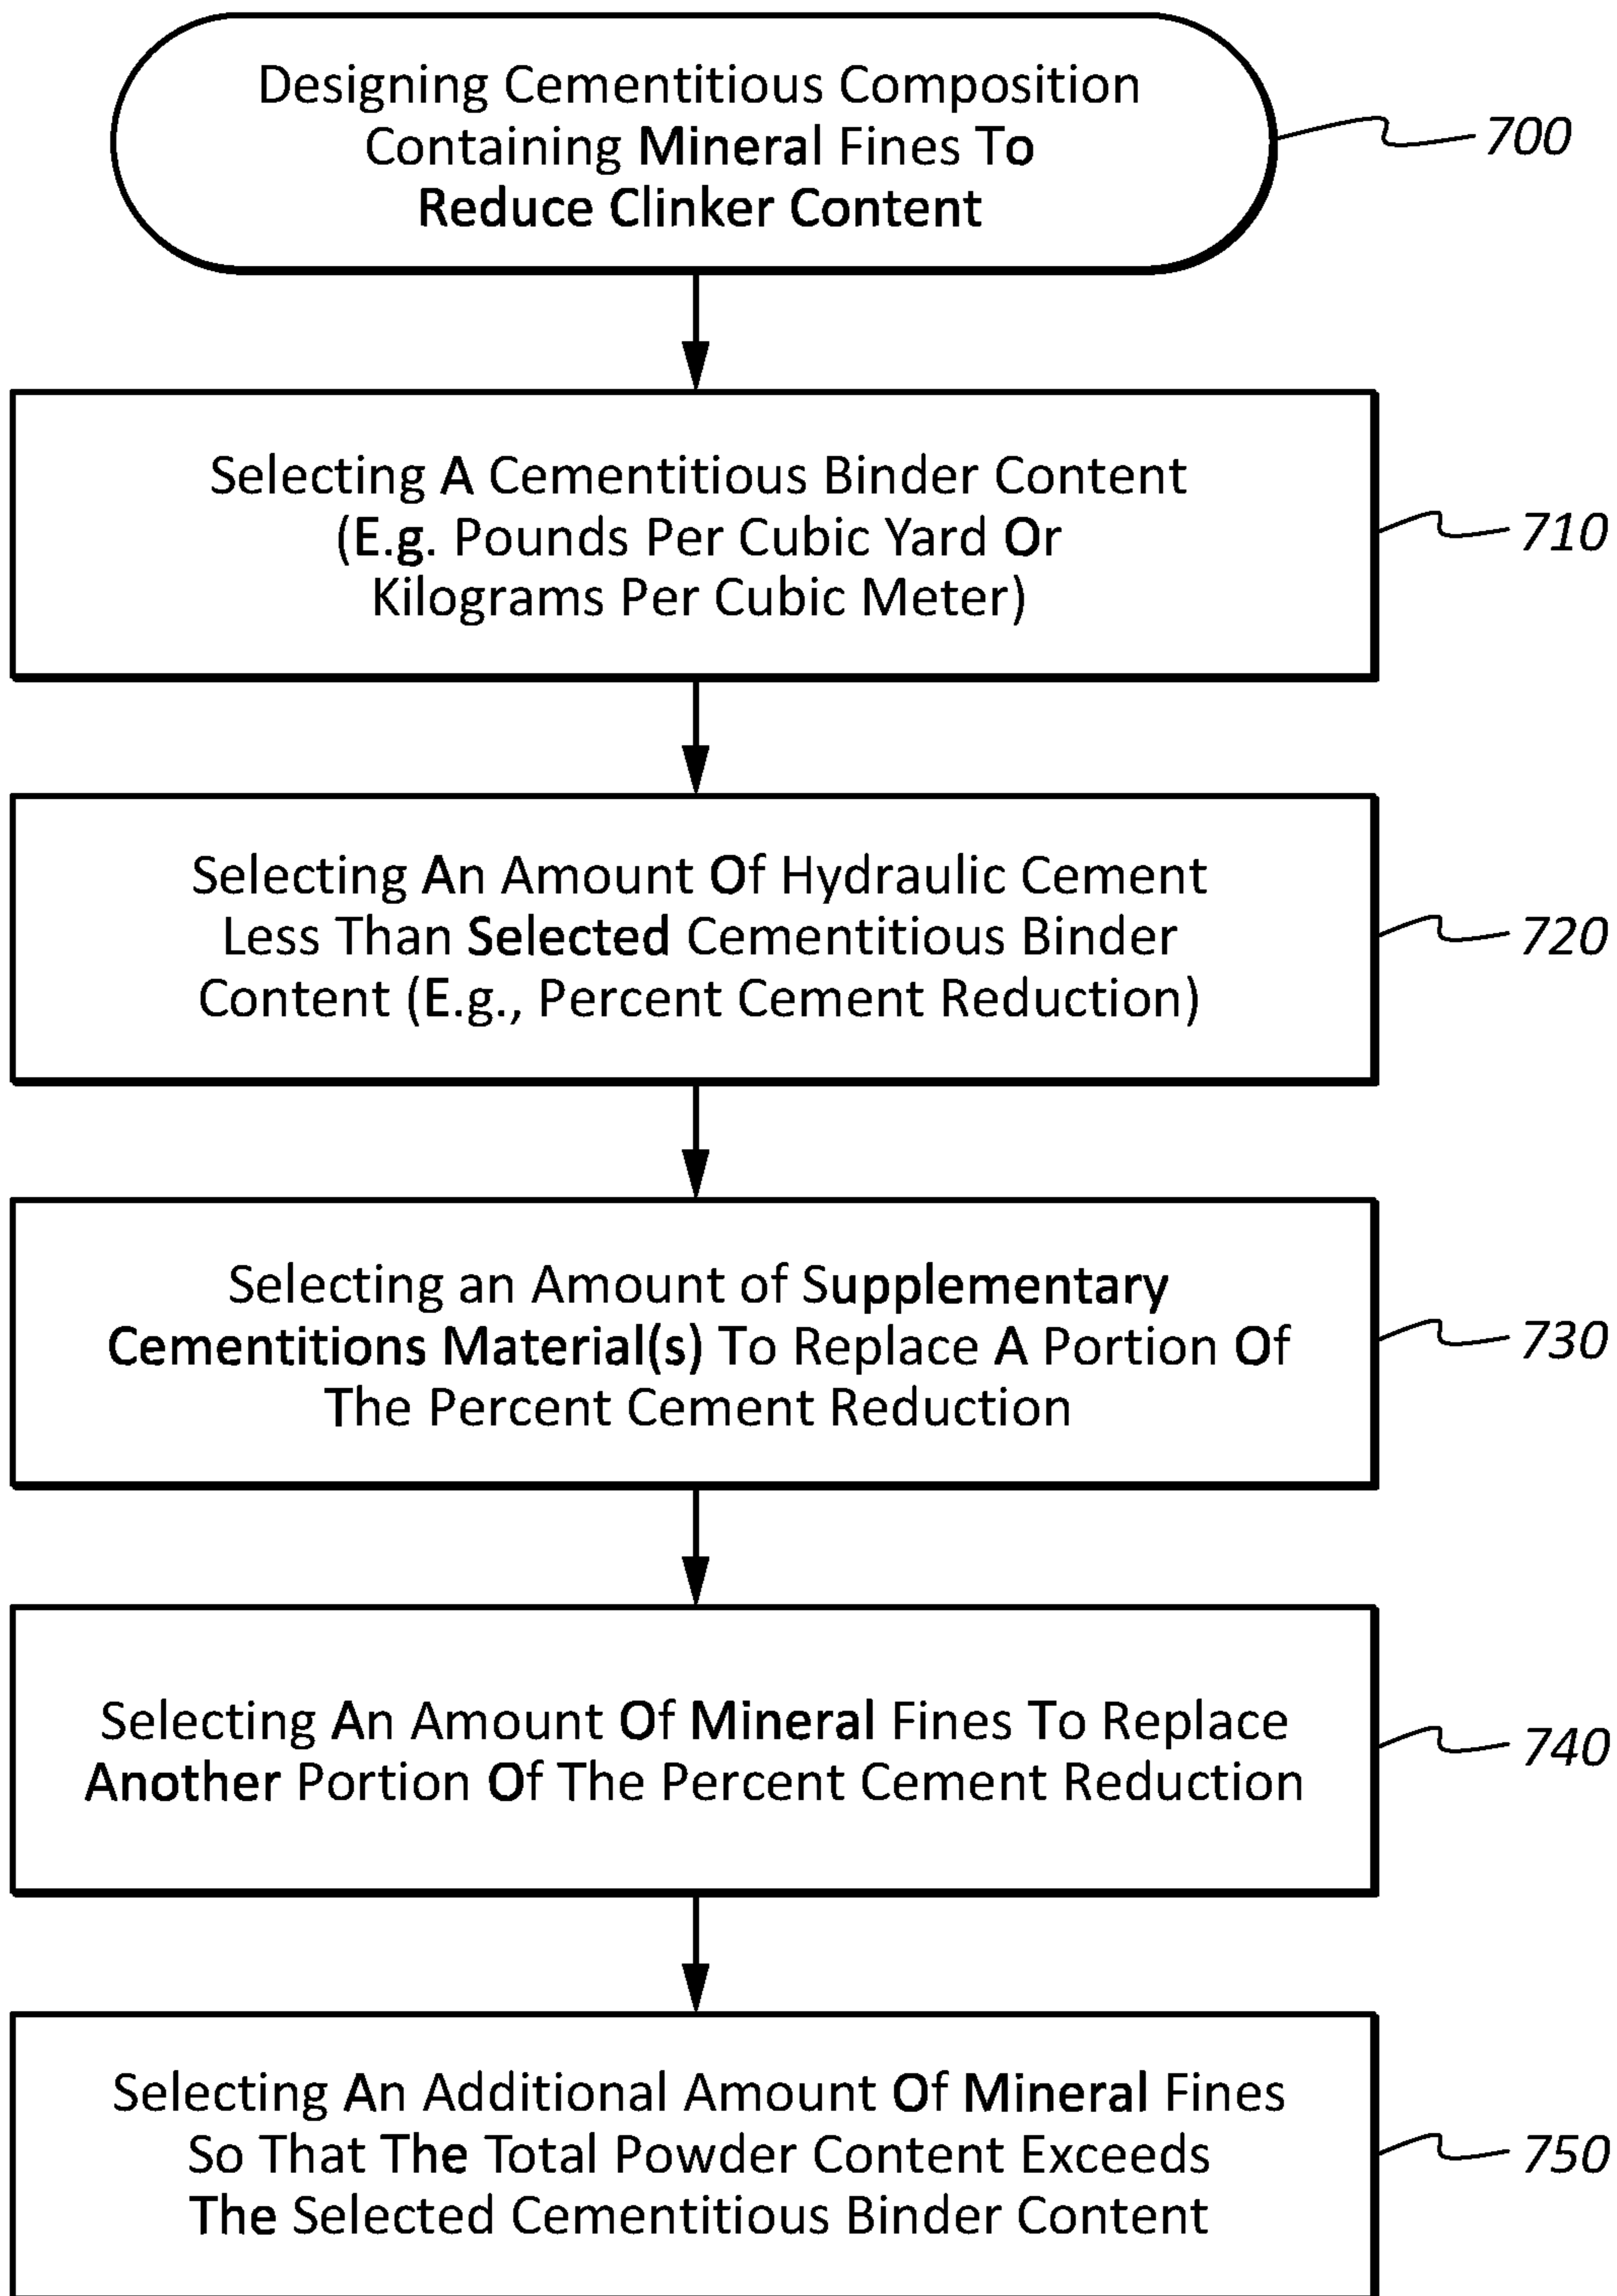 Designing Cementitious Composition
Containing Mineral Fines To
Reduce Clinker Content
700
Selecting A Cementitious Binder Content
(E.g. Pounds Per Cubic Yard Or
Kilograms Per Cubic Meter)
710
Selecting An Amount Of Hydraulic Cement
Less Than Selected Cementitious Binder
Content (E.g., Percent Cement Reduction)
720
Selecting an Amount of Supplementary
Cementitions Material(s) To Replace A Portion Of
The Percent Cement Reduction
730
Selecting An Amount Of Mineral Fines To Replace
Another Portion Of The Percent Cement Reduction
740
Selecting An Additional Amount Of Mineral Fines
So That The Total Powder Content Exceeds
The Selected Cementitious Binder Content
750